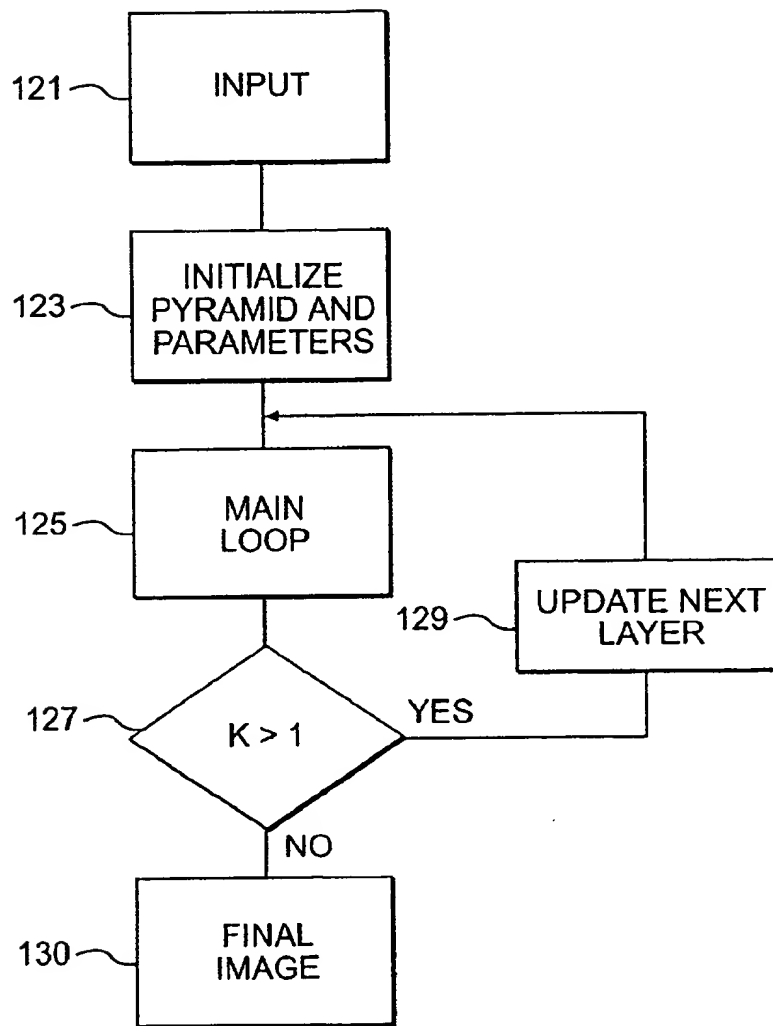 121
INPUT
123
INITIALIZE
PYRAMID AND
PARAMETERS
125
MAIN
LOOP
129
UPDATE NEXT
LAYER
127
K > 1
YES
NO
130
FINAL
IMAGE